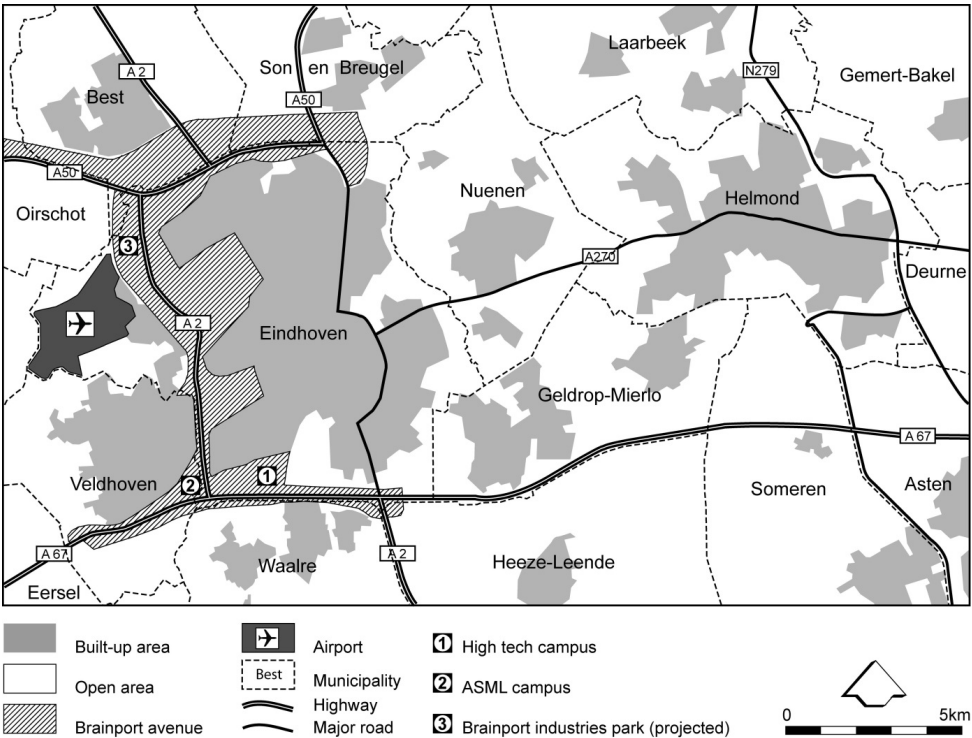 Laarbeek
A 2
Son en Breugel
N279
Gemert-Bakel
Best
A50
A50
Nuenen
Helmond
Oirschot
3
A270
Deurne
A 2
Eindhoven
Geldrop-Mierlo
A 67
Veldhoven
2
1
Someren
Asten
A 67
Waalre
A 2
Heeze-Leende
Eersel
Built-up area
Open area
Brainport avenue
Airport
Best
Municipality
Highway
Major road
1 High tech campus
2 ASML campus
3 Brainport industries park (projected)
0 5km